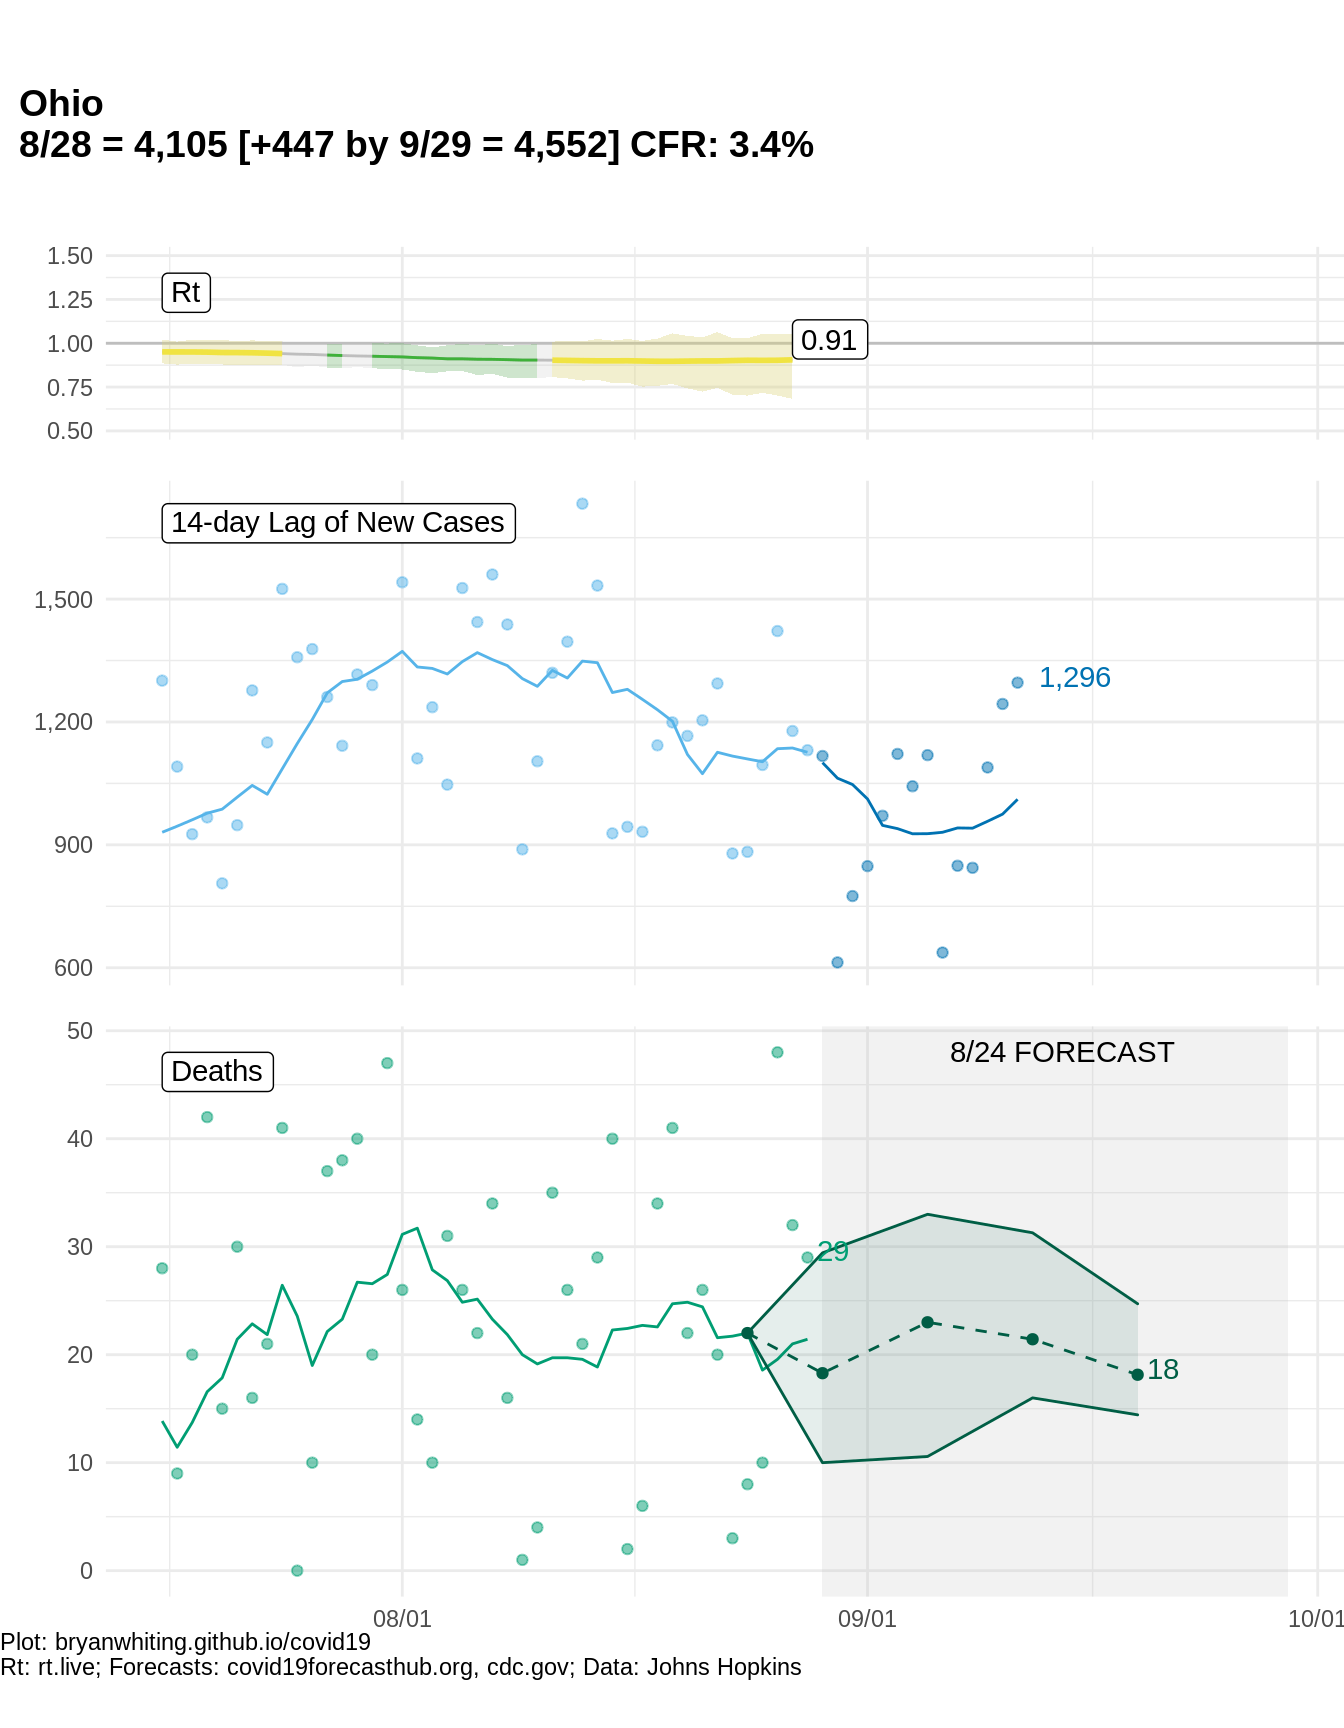 Ohio
8/28 = 4,105 [+447 by 9/29 = 4,552] CFR: 3.4%
1.50
Rt
1.25
0.91
1.00
0.75
0.50
14-day Lag of New Cases
1,500
1,296
1,200
900
600
50
8/24 FORECAST
Deaths
40
30
29
20
18
10
0
08/01 09/01 10/01
Plot: bryanwhiting.github.io/covid19
Rt: rt.live; Forecasts: covid19forecasthub.org, cdc.gov; Data: Johns Hopkins